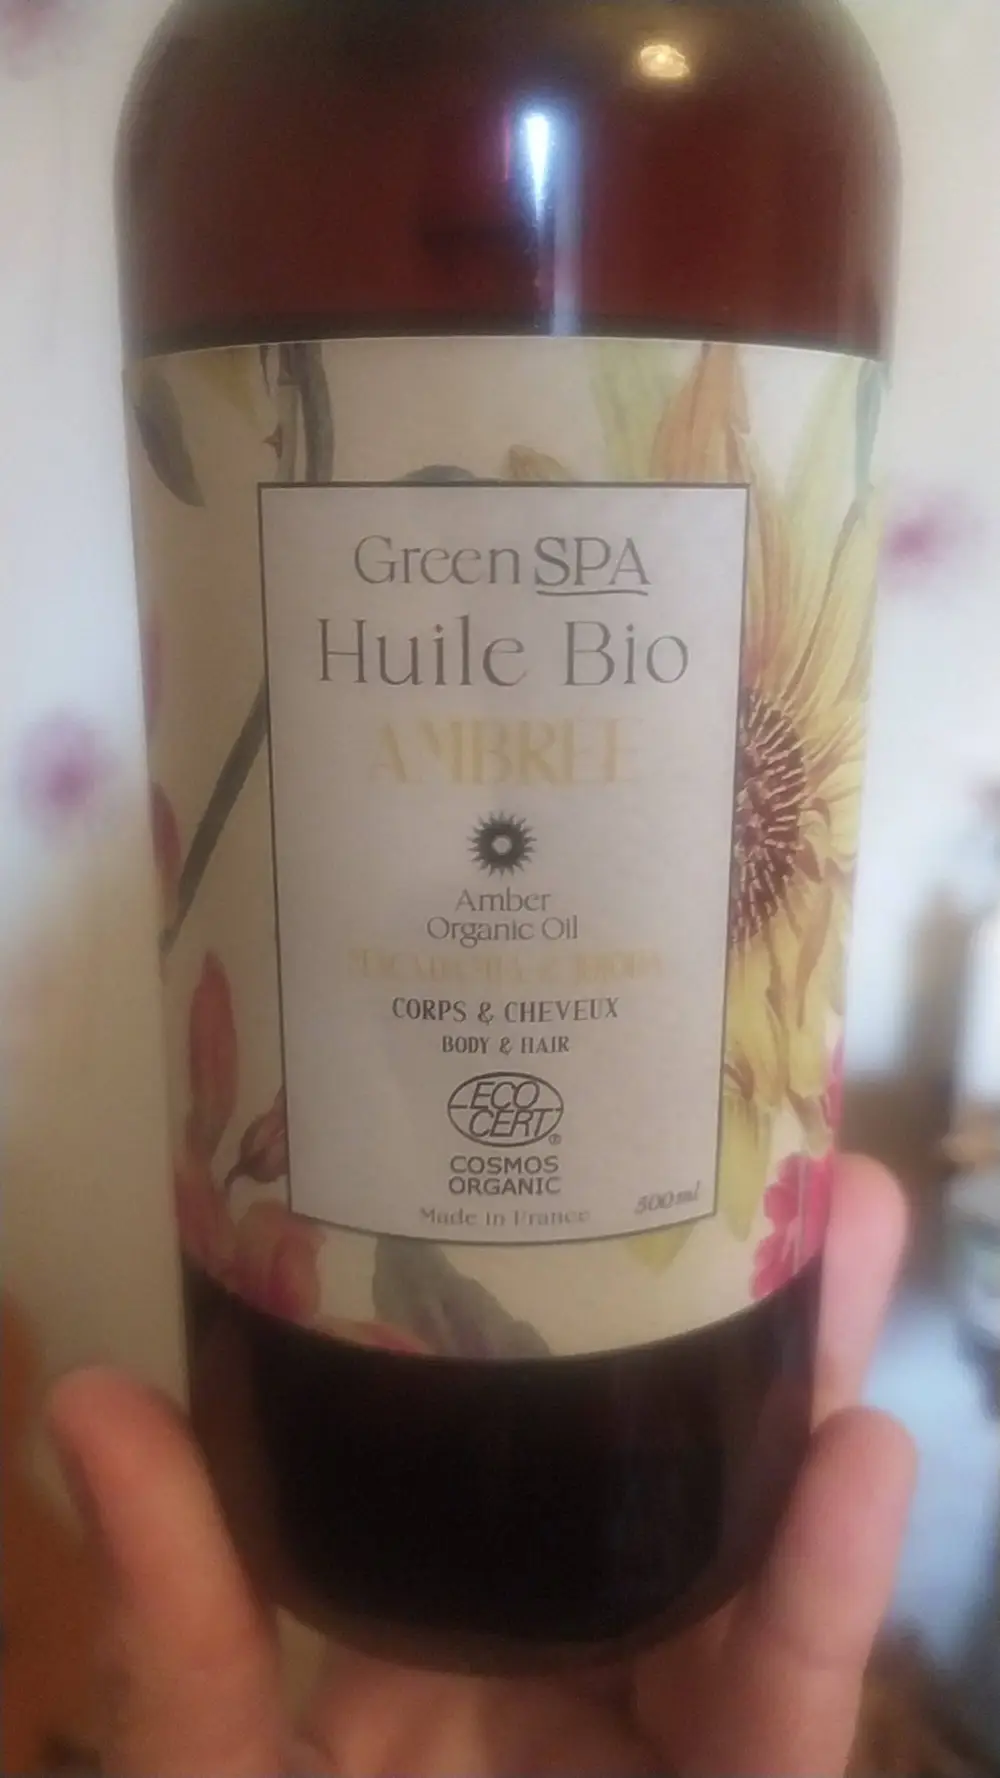 Green SPA
Huile Bio
AMBREE
Amber
Organic Oil
CORPS & CHEVEUX
BODY & HAIR
ECO
CERT®
COSMOS
ORGANIC
Made in France
500 ml